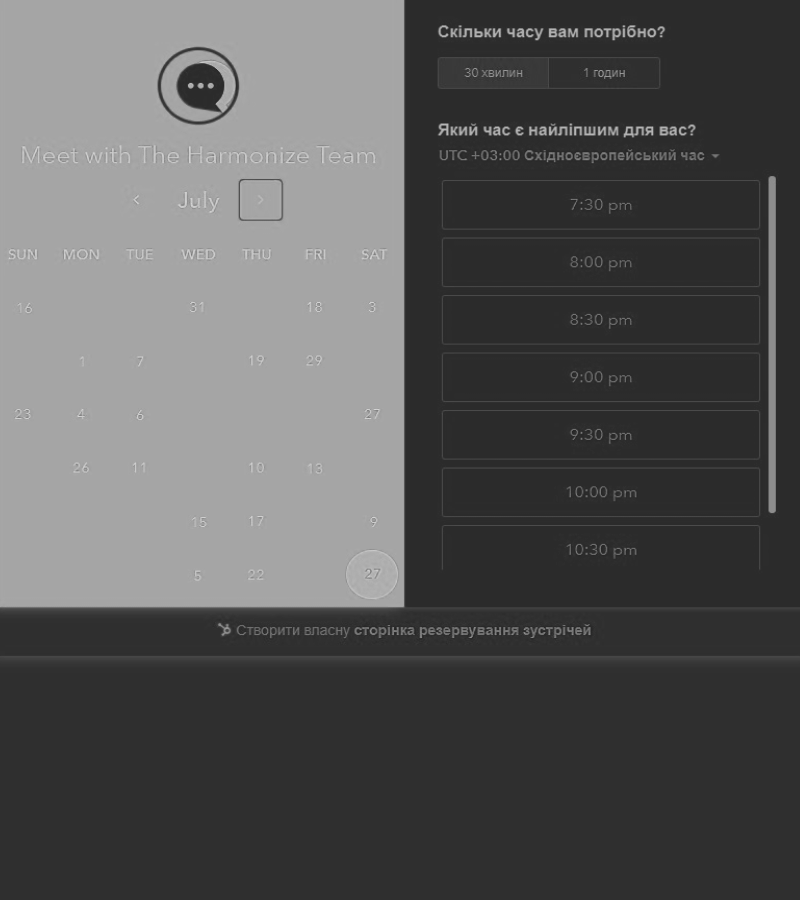 Meet with The Harmonize Team
July
SUN MON TUE WED THU FRI SAT
16 31 18 3
1 7 19 29
23 4 6 27
26 11 10 13
15 17 9
5 22 27
Скільки часу вам потрібно?
30 хвилин 1 годин
Який час є найліпшим для вас?
UTC +03:00 Східноєвропейський час
7:30 pm
8:00 pm
8:30 pm
9:00 pm
9:30 pm
10:00 pm
10:30 pm
Створити власну сторінка резервування зустрічей